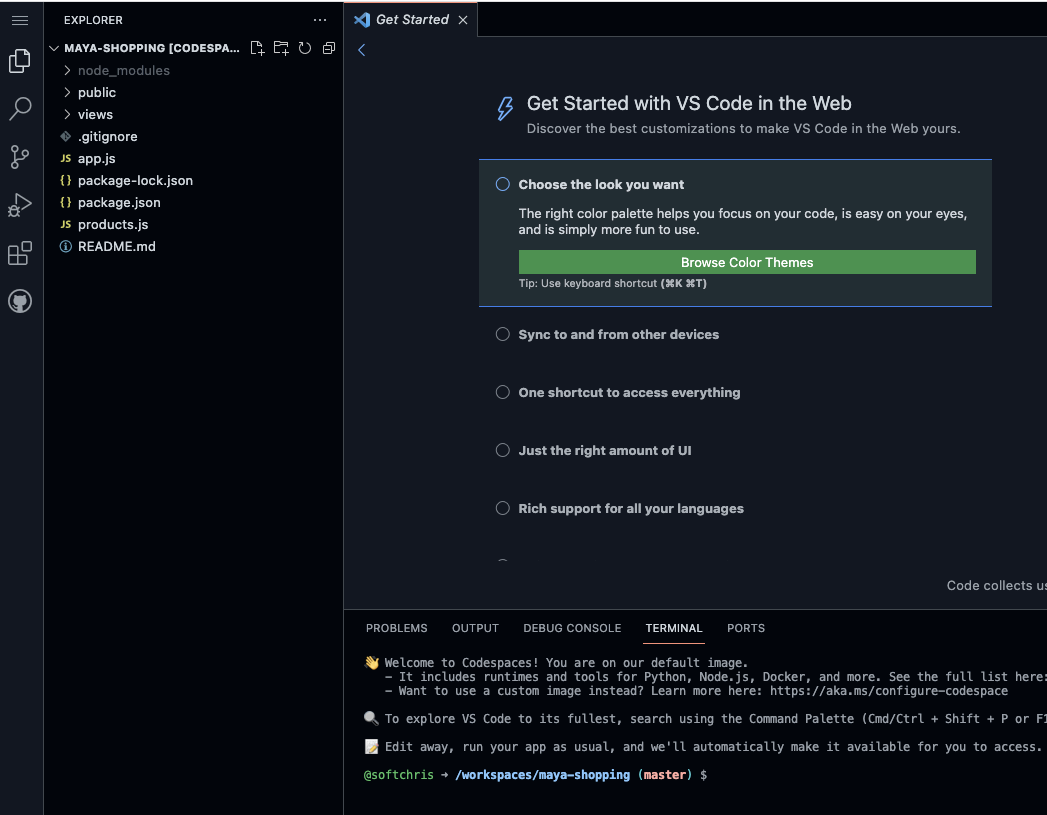 EXPLORER
MAYA-SHOPPING [CODESPA...
node_modules
public
views
.gitignore
JS app.js
{} package-lock.json
{} package.json
JS products.js
README.md
Get Started
Get Started with VS Code in the Web
Discover the best customizations to make VS Code in the Web yours.
Choose the look you want
The right color palette helps you focus on your code, is easy on your eyes,
and is simply more fun to use.
Browse Color Themes
Tip: Use keyboard shortcut (⌘K ⌘T)
Sync to and from other devices
One shortcut to access everything
Just the right amount of UI
Rich support for all your languages
Code collects us
PROBLEMS OUTPUT DEBUG CONSOLE TERMINAL PORTS
👋 Welcome to Codespaces! You are on our default image.
- It includes runtimes and tools for Python, Node.js, Docker, and more. See the full list here:
- Want to use a custom image instead? Learn more here: https://aka.ms/configure-codespace
🔍 To explore VS Code to its fullest, search using the Command Palette (Cmd/Ctrl + Shift + P or F1
📝 Edit away, run your app as usual, and we'll automatically make it available for you to access.
@softchris ➜ /workspaces/maya-shopping (master) $